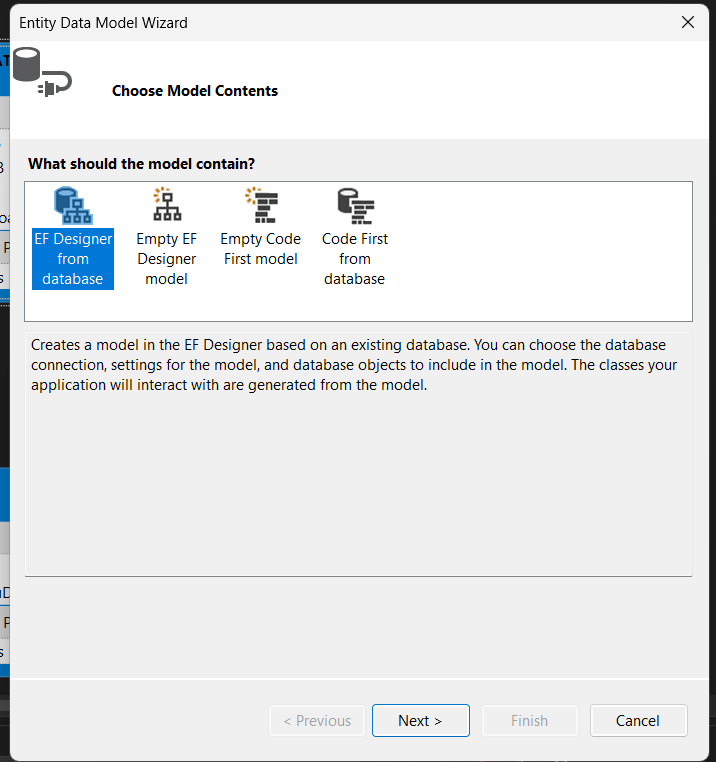 Entity Data Model Wizard
Choose Model Contents
What should the model contain?
EF Designer
from
database
Empty EF
Designer
model
Empty Code
First model
Code First
from
database
Creates a model in the EF Designer based on an existing database. You can choose the database
connection, settings for the model, and database objects to include in the model. The classes your
application will interact with are generated from the model.
< Previous
Next >
Finish
Cancel